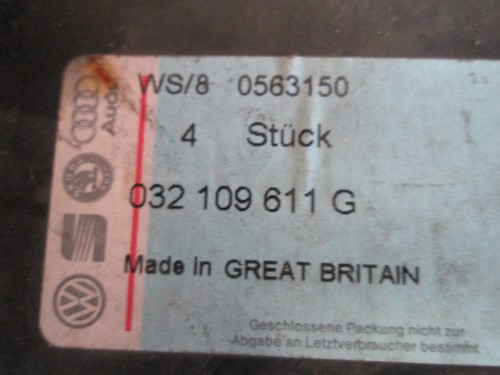 WS/8 0563150
4 Stück
032 109 611 G
Made in GREAT BRITAIN
Geschlossene Packung nicht zur
Abgabe an Letztverbraucher bestimmt
Audi